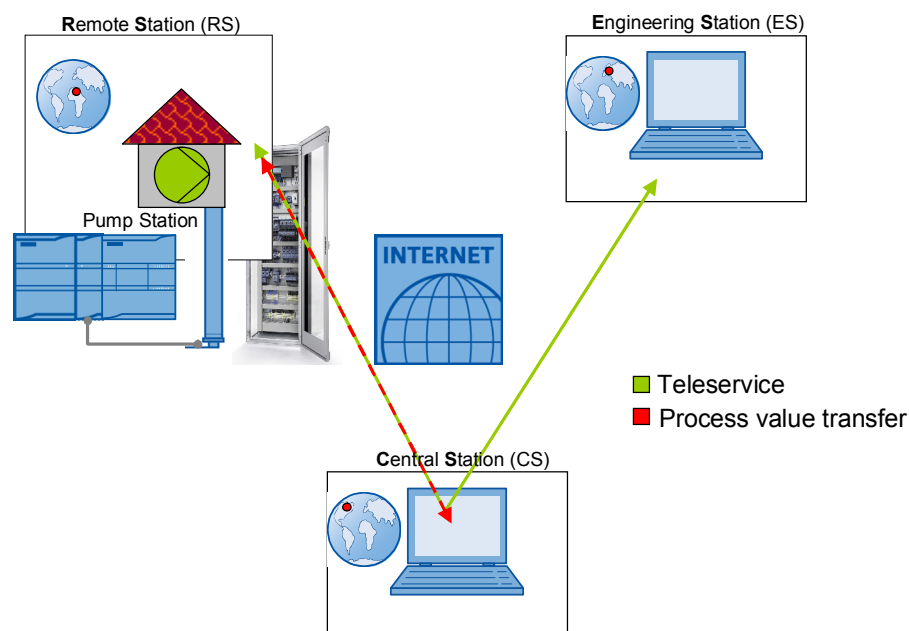 Remote Station (RS)
Engineering Station (ES)
Pump Station
INTERNET
Teleservice
Process value transfer
Central Station (CS)